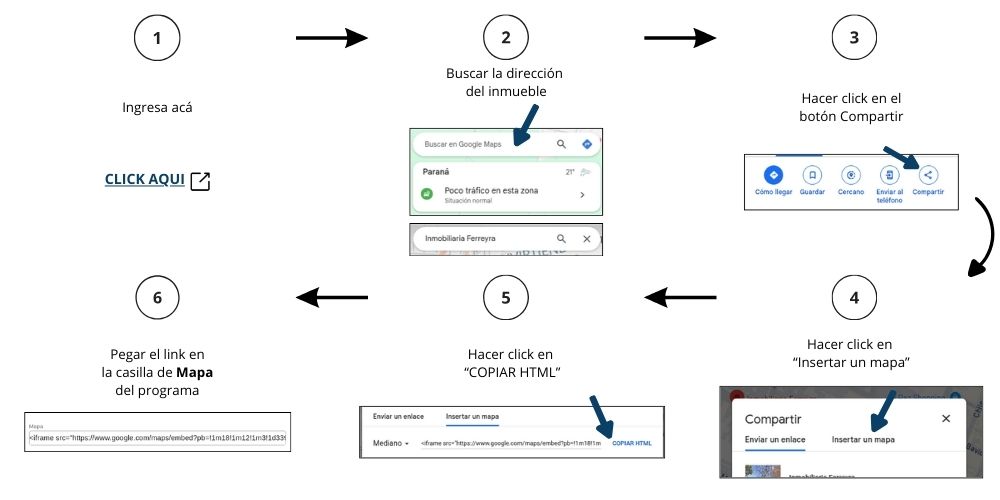 1
Ingresa acá
CLICK AQUI
2
Buscar la dirección
del inmueble
Buscar en Google Maps
Paraná
21°
Poco tráfico en esta zona
Situación normal
Inmobiliaria Ferreyra
3
Hacer click en el
botón Compartir
Cómo llegar
Guardar
Cercano
Enviar al
teléfono
Compartir
4
Hacer click en
“Insertar un mapa”
Compartir
Enviar un enlace
Insertar un mapa
Inmobiliaria Ferreyra
5
Hacer click en
“COPIAR HTML”
Enviar un enlace
Insertar un mapa
Mediano
<iframe src="https://www.google.com/maps/embed?pb=!1m18!1m
COPIAR HTML
6
Pegar el link en
la casilla de Mapa
del programa
Mapa
<iframe src="https://www.google.com/maps/embed?pb=!1m18!1m12!1m3!1d339